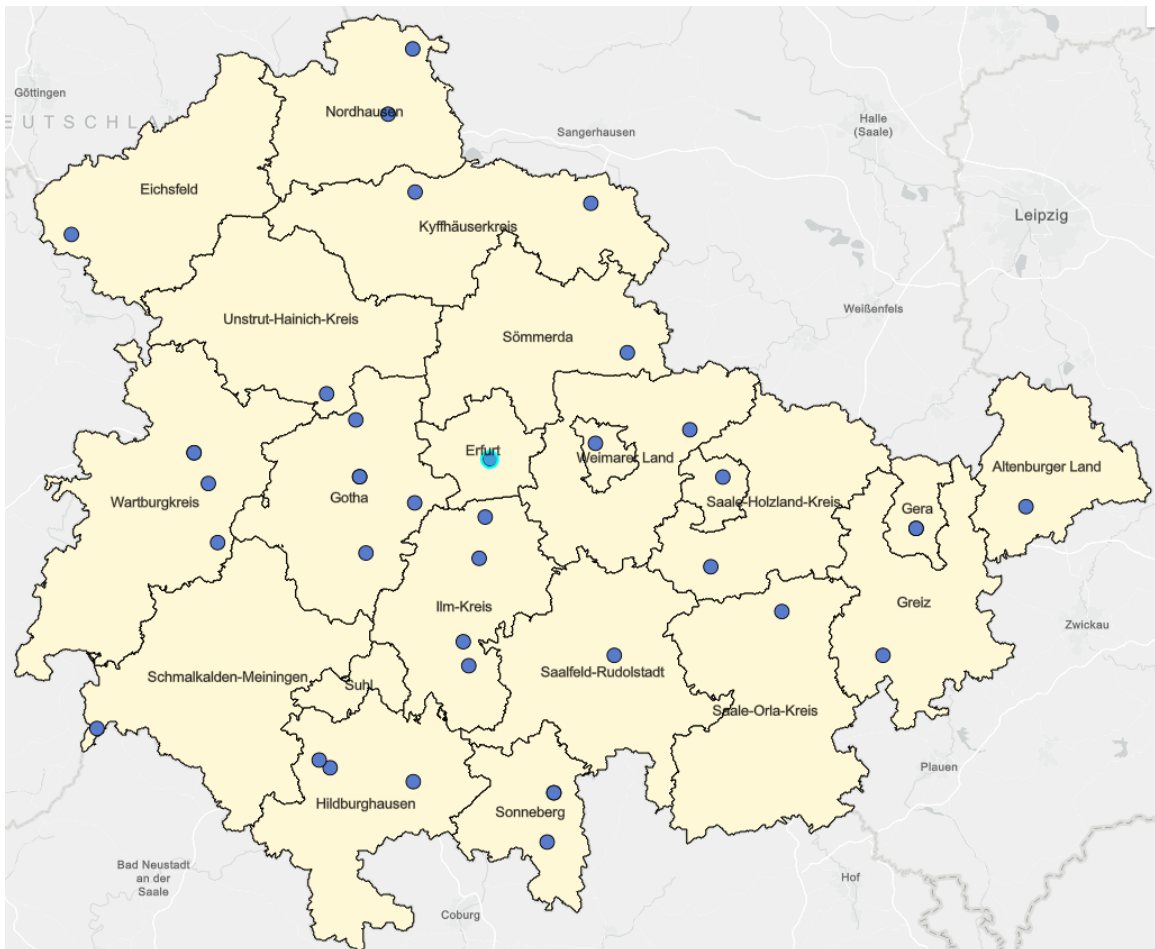 Göttingen
EUTSCHLAN
Nordhausen
Sangerhausen
Halle
(Saale)
Eichsfeld
Leipzig
Kyffhäuserkreis
Weißenfels
Unstrut-Hainich-Kreis
Sömmerda
Erfurt
Weimarer Land
Altenburger Land
Wartburgkreis
Gotha
Saale-Holzland-Kreis
Gera
Ilm-Kreis
Greiz
Zwickau
Schmalkalden-Meiningen
Suhl
Saalfeld-Rudolstadt
Saale-Orla-Kreis
Plauen
Hildburghausen
Sonneberg
Bad Neustadt
an der
Saale
Hof
Coburg